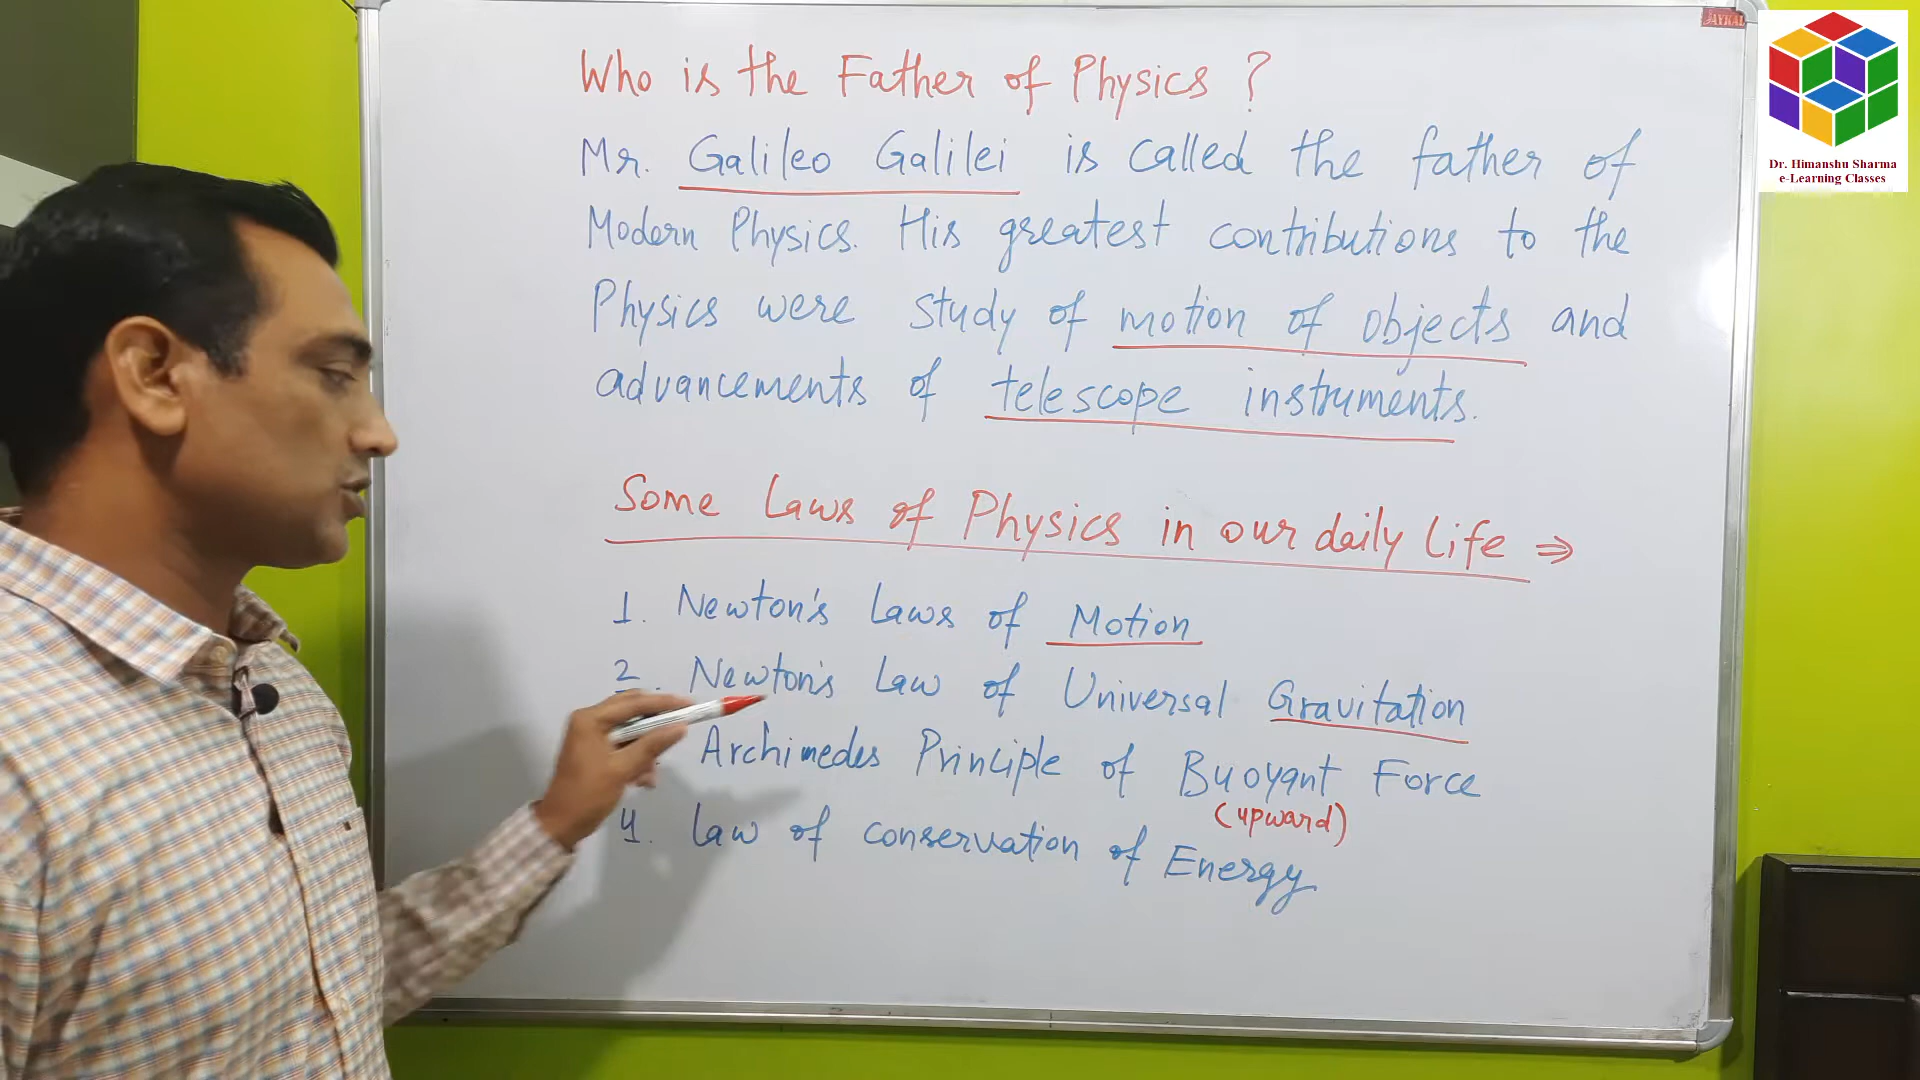 JAYKAL
Dr. Himanshu Sharma
e-Learning Classes
Who is the Father of Physics ?
Mr. Galileo Galilei is called the father of
Modern Physics. His greatest contributions to the
Physics were study of motion of objects and
advancements of telescope instruments.
Some Laws of Physics in our daily Life ⇒
1. Newton's Laws of Motion
2. Newton's Law of Universal Gravitation
Archimedes Principle of Buoyant Force
(upward)
4. Law of conservation of Energy